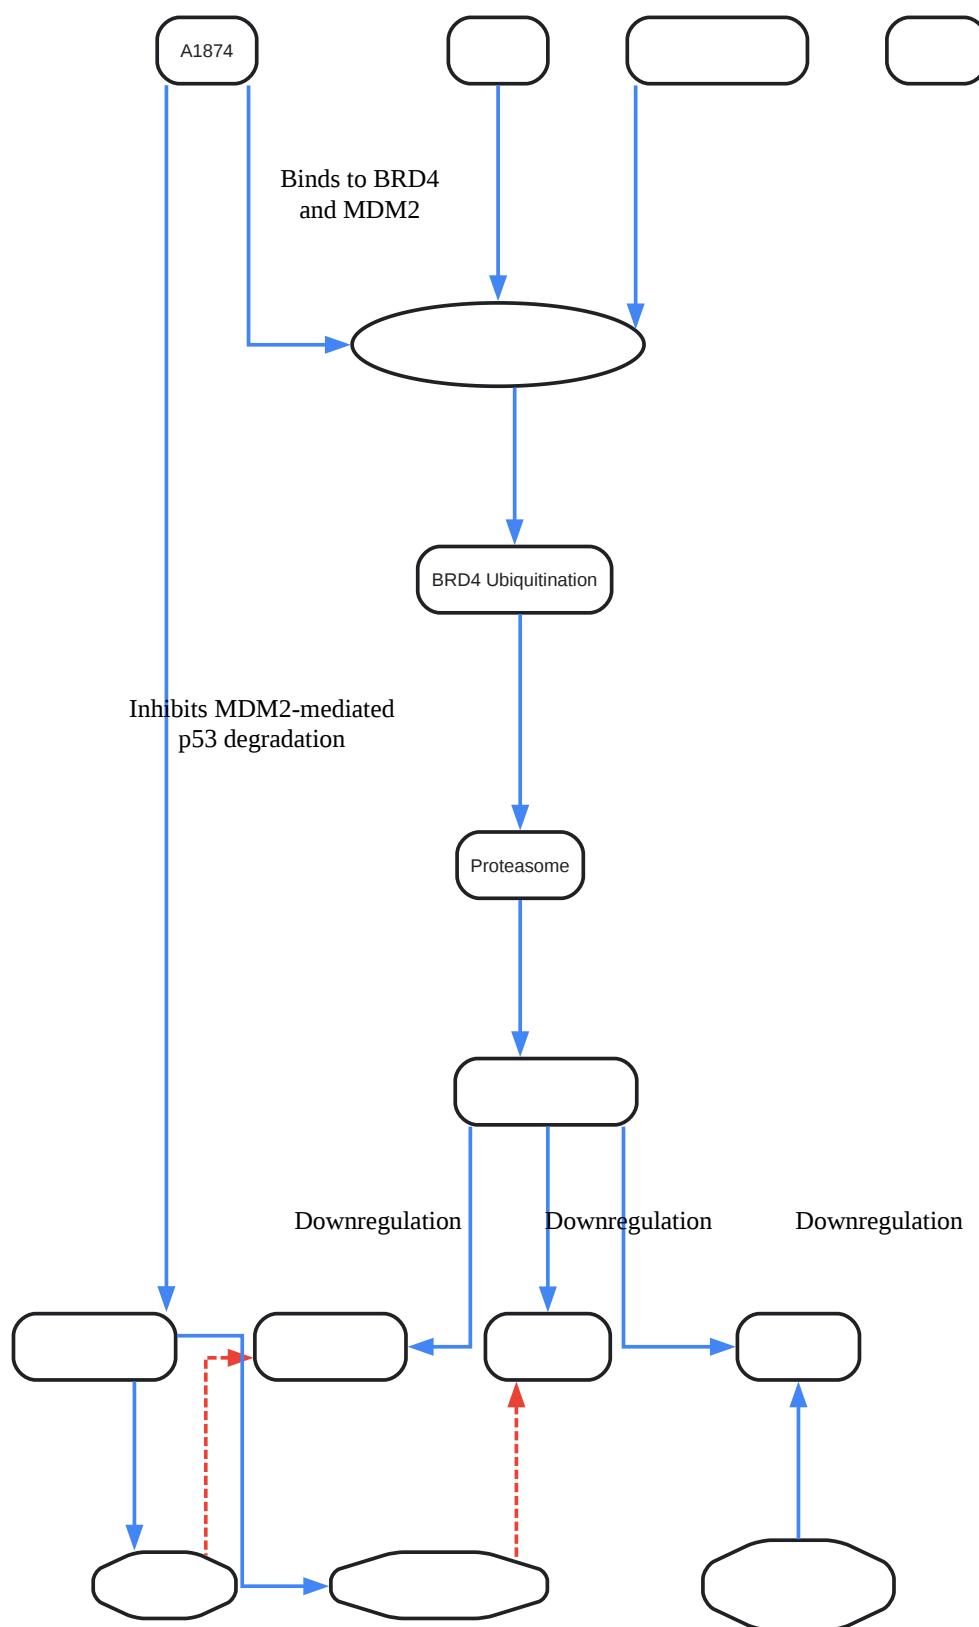 A1874
Binds to BRD4
and MDM2
BRD4 Ubiquitination
Inhibits MDM2-mediated
p53 degradation
Proteasome
Downregulation
Downregulation
Downregulation